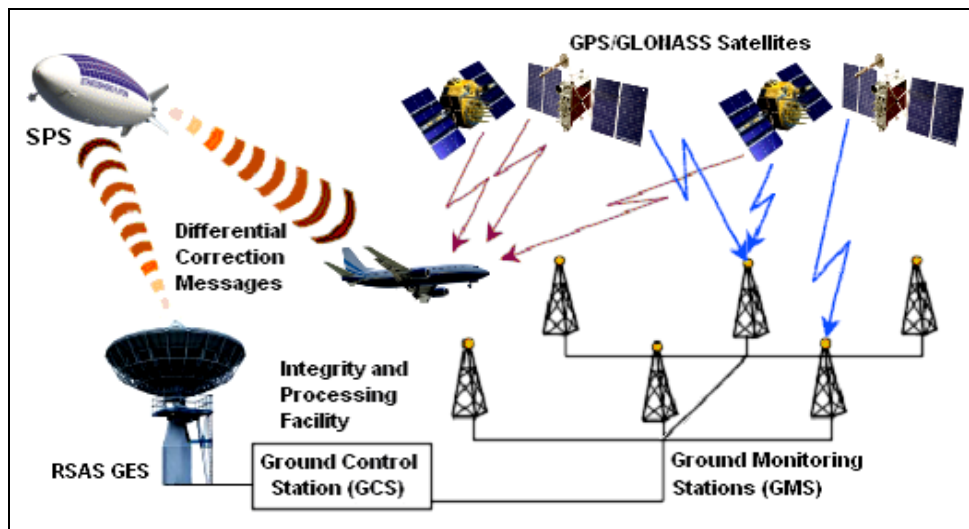 GPS/GLONASS Satellites
SPS
Differential
Correction
Messages
Integrity and
Processing
Facility
RSAS GES
Ground Control
Station (GCS)
Ground Monitoring
Stations (GMS)